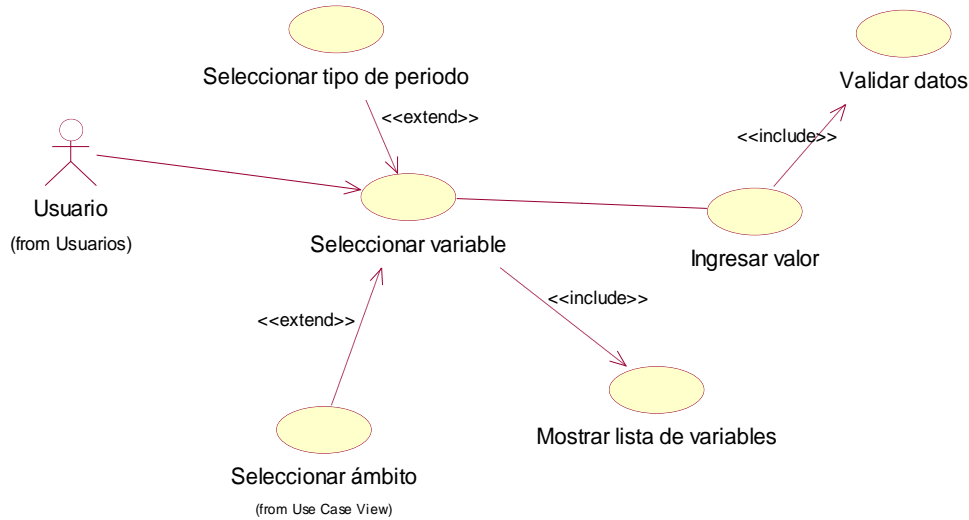 Seleccionar tipo de periodo
Validar datos
<<extend>>
<<include>>
Usuario
(from Usuarios)
Seleccionar variable
Ingresar valor
<<extend>>
<<include>>
Mostrar lista de variables
Seleccionar ámbito
(from Use Case View)